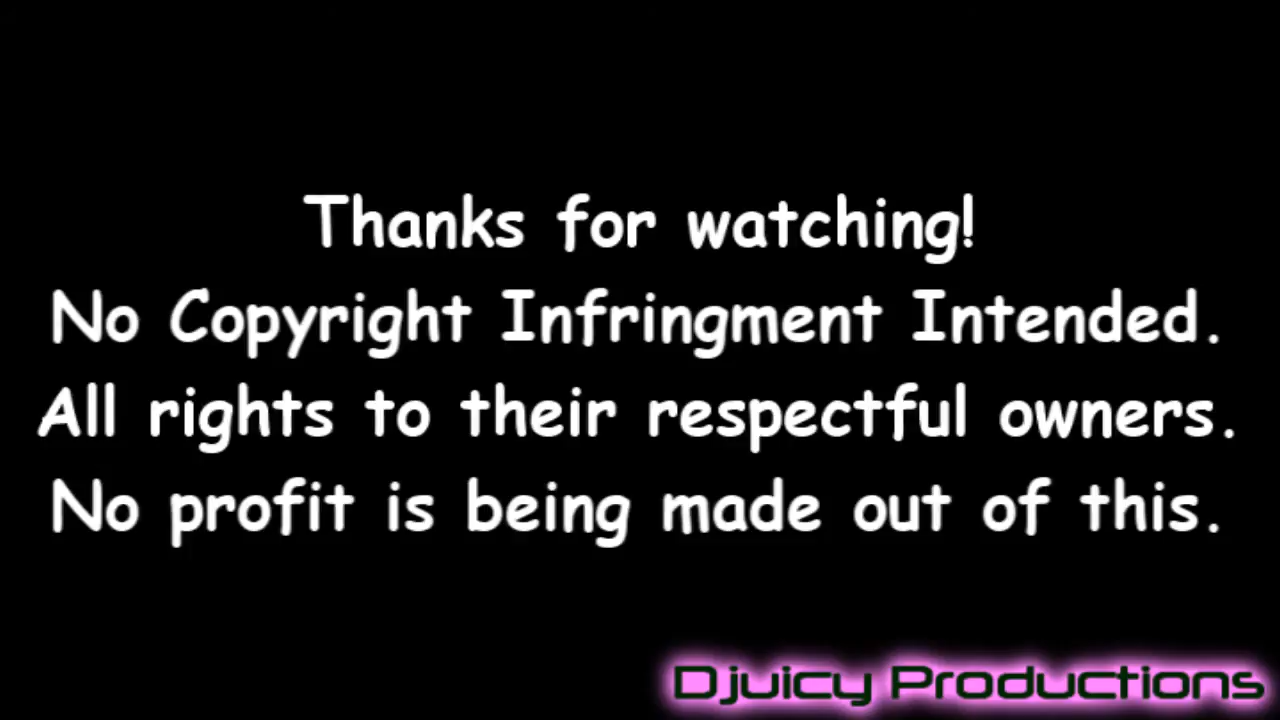 Thanks for watching!
No Copyright Infringment Intended.
All rights to their respectful owners.
No profit is being made out of this.
Djuicy Productions